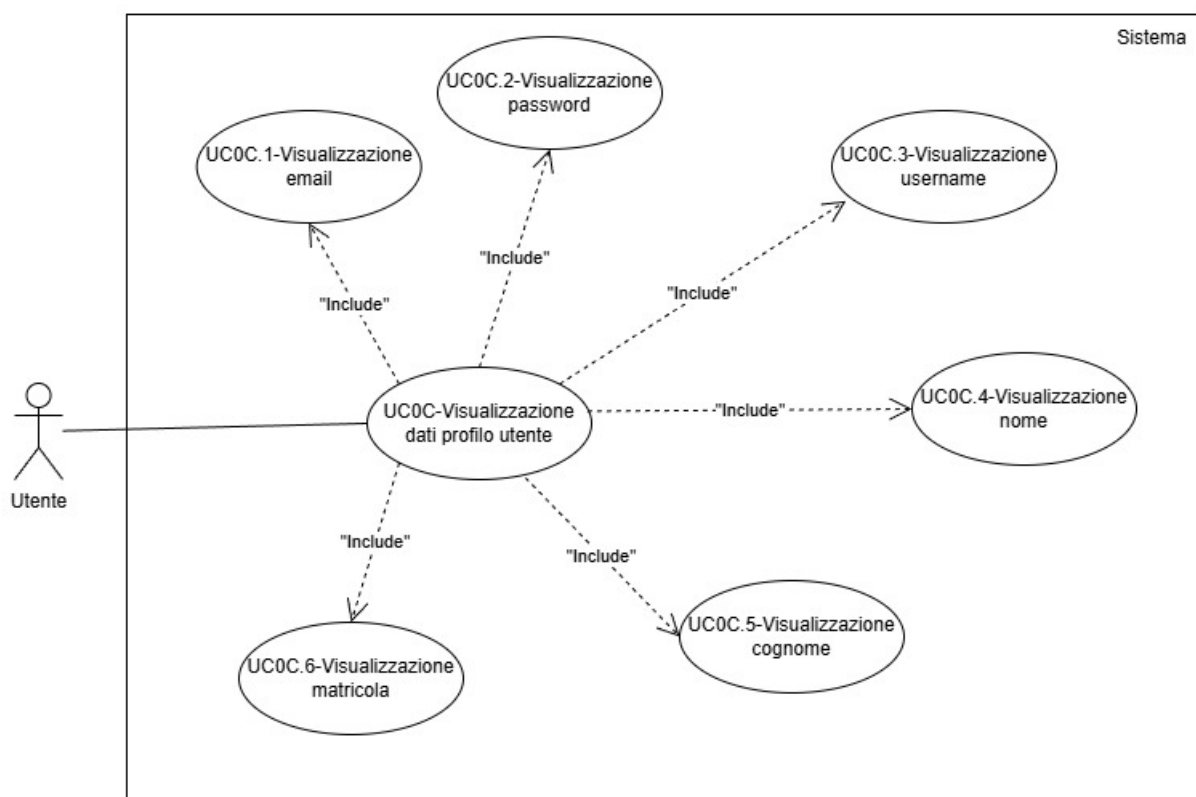 Sistema
UC0C.2-Visualizzazione
password
UC0C.1-Visualizzazione
email
UC0C.3-Visualizzazione
username
"Include"
"Include"
"Include"
UC0C-Visualizzazione
dati profilo utente
"Include"
UC0C.4-Visualizzazione
nome
Utente
"Include"
"Include"
UC0C.5-Visualizzazione
cognome
UC0C.6-Visualizzazione
matricola